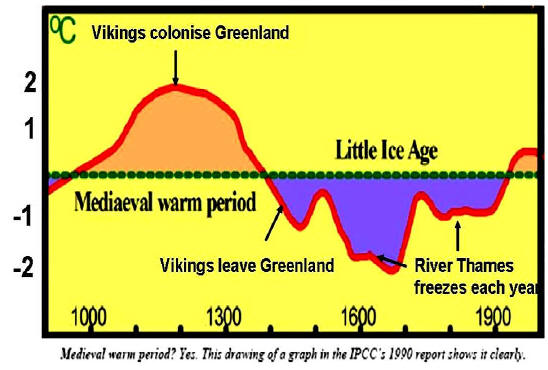 °C
Vikings colonise Greenland
2
1
Little Ice Age
Mediaeval warm period
-1
Vikings leave Greenland
River Thames
freezes each year
-2
1000
1300
1600
1900
Medieval warm period? Yes. This drawing of a graph in the IPCC's 1990 report shows it clearly.